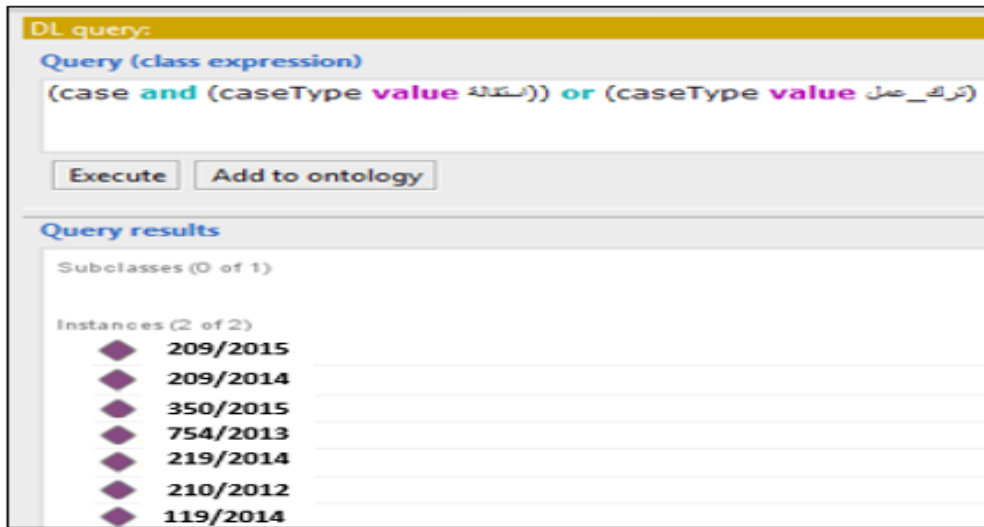 DL query:
Query (class expression)
(case and (caseType value استقالة)) or (caseType value ترك_عمل)
Execute Add to ontology
Query results
Subclasses (0 of 1)
Instances (2 of 2)
209/2015
209/2014
350/2015
754/2013
219/2014
210/2012
119/2014